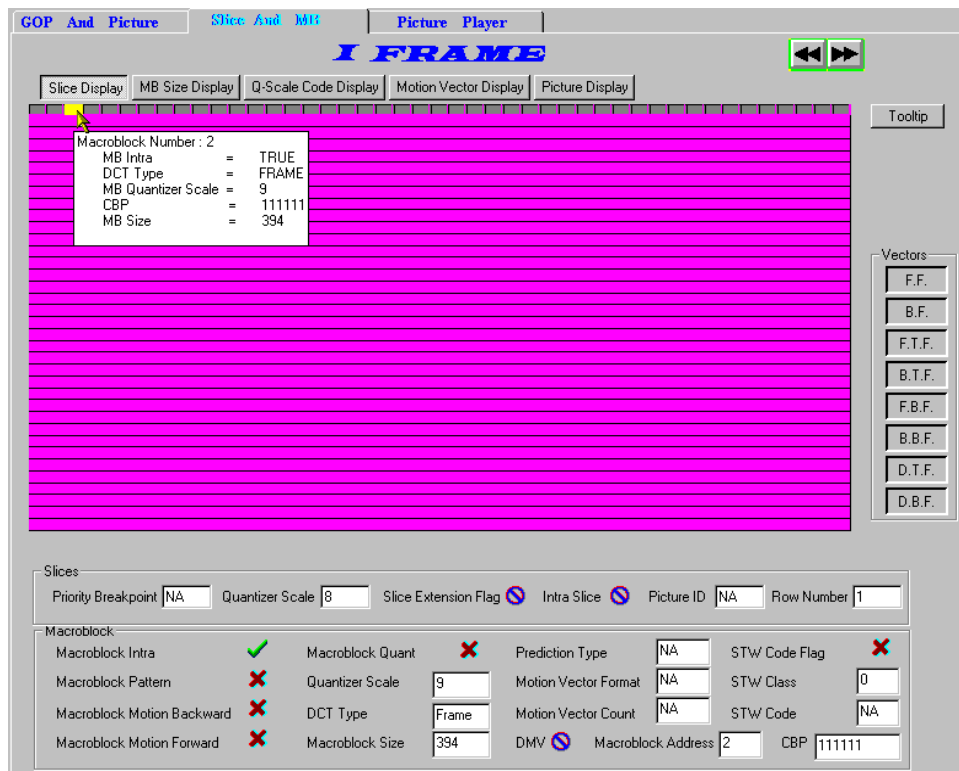 GOP And Picture Slice And MB Picture Player
I FRAME
Slice Display MB Size Display Q-Scale Code Display Motion Vector Display Picture Display
Tooltip
Macroblock Number : 2
MB Intra = TRUE
DCT Type = FRAME
MB Quantizer Scale = 9
CBP = 111111
MB Size = 394
Vectors
F.F.
B.F.
F.T.F.
B.T.F.
F.B.F.
B.B.F.
D.T.F.
D.B.F.
Slices
Priority Breakpoint NA Quantizer Scale 8 Slice Extension Flag Intra Slice Picture ID NA Row Number 1
Macroblock
Macroblock Intra Macroblock Quant Prediction Type NA STW Code Flag
Macroblock Pattern Quantizer Scale 9 Motion Vector Format NA STW Class 0
Macroblock Motion Backward DCT Type Frame Motion Vector Count NA STW Code NA
Macroblock Motion Forward Macroblock Size 394 DMV Macroblock Address 2 CBP 111111